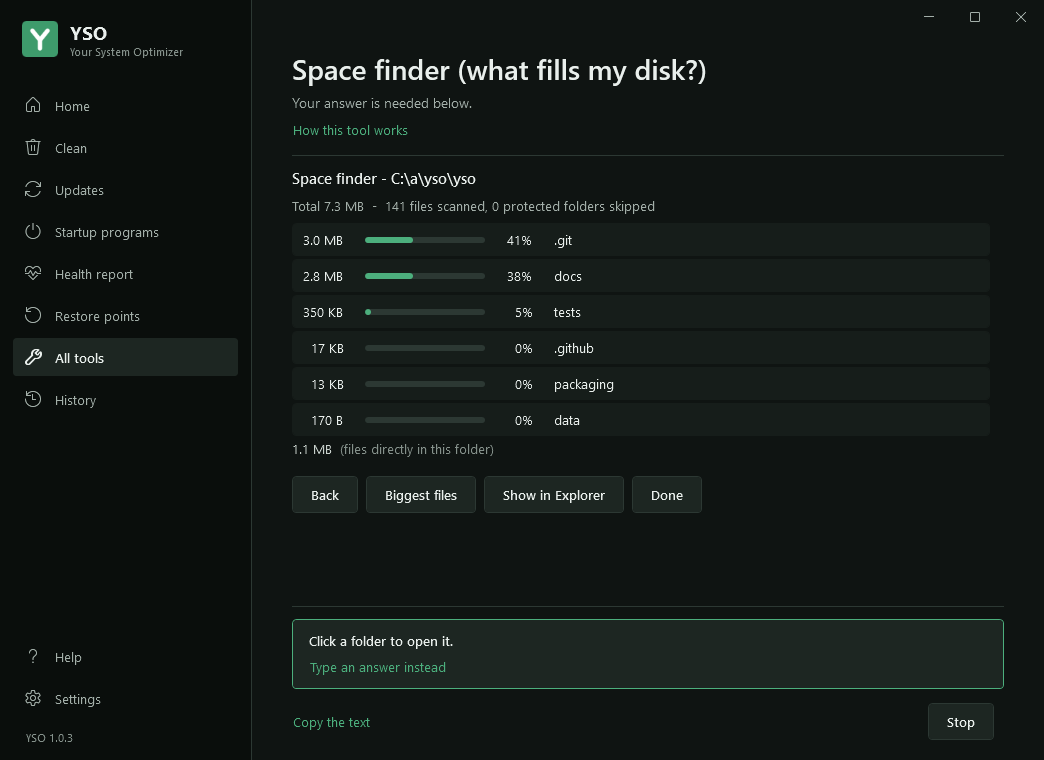 Y
YSO
Your System Optimizer
Home
Clean
Updates
Startup programs
Health report
Restore points
All tools
History
Help
Settings
YSO 1.0.3
Space finder (what fills my disk?)
Your answer is needed below.
How this tool works
Space finder - C:\a\yso\yso
Total 7.3 MB - 141 files scanned, 0 protected folders skipped
3.0 MB 41% .git
2.8 MB 38% docs
350 KB 5% tests
17 KB 0% .github
13 KB 0% packaging
170 B 0% data
1.1 MB (files directly in this folder)
Back Biggest files Show in Explorer Done
Click a folder to open it.
Type an answer instead
Copy the text Stop